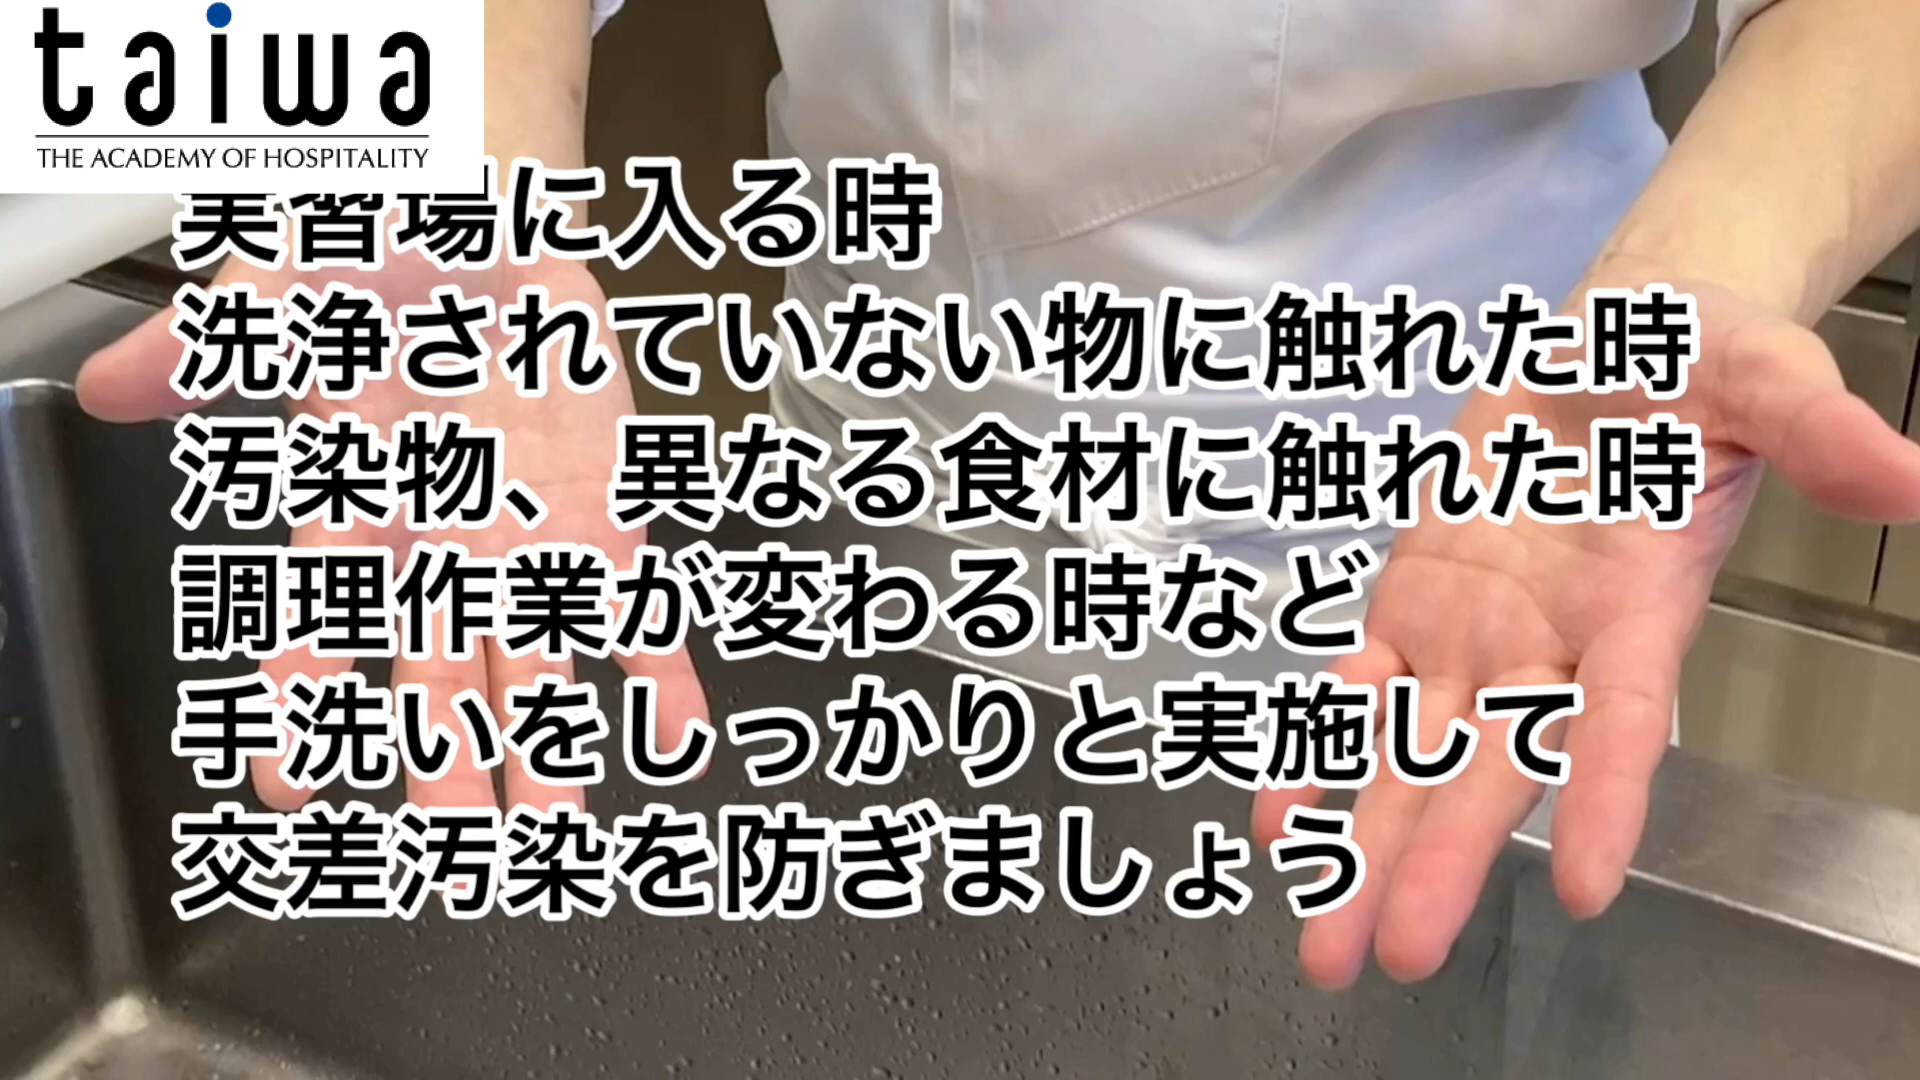 taiwa
THE ACADEMY OF HOSPITALITY
実習場に入る時
洗浄されていない物に触れた時
汚染物、異なる食材に触れた時
調理作業が変わる時など
手洗いをしっかりと実施して
交差汚染を防ぎましょう